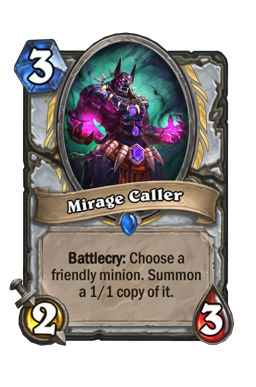 3
Mirage Caller
Battlecry: Choose a
friendly minion. Summon
a 1/1 copy of it.
2
3